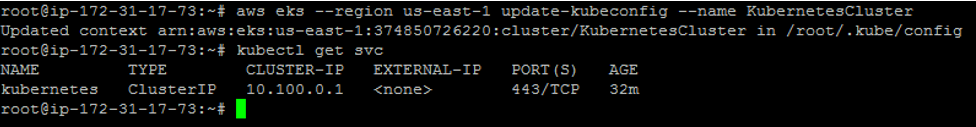 root@ip-172-31-17-73:~# aws eks --region us-east-1 update-kubeconfig --name KubernetesCluster
Updated context arn:aws:eks:us-east-1:374850726220:cluster/KubernetesCluster in /root/.kube/config
root@ip-172-31-17-73:~# kubectl get svc
NAME         TYPE        CLUSTER-IP   EXTERNAL-IP   PORT(S)   AGE
kubernetes   ClusterIP   10.100.0.1   <none>        443/TCP   32m
root@ip-172-31-17-73:~#